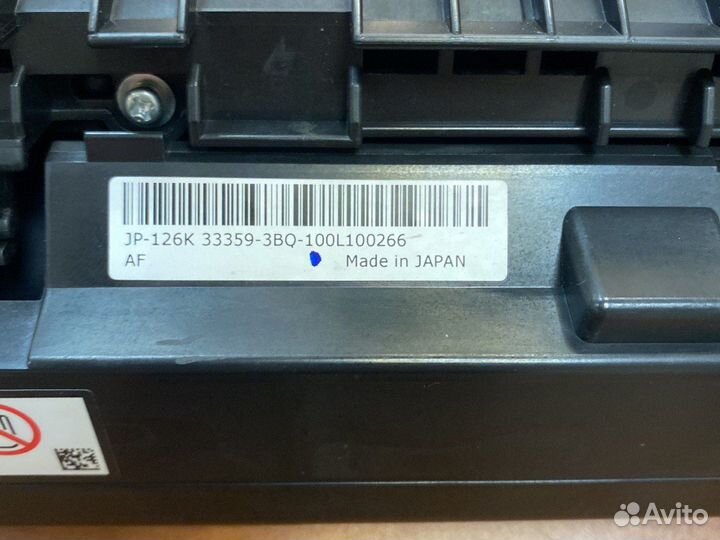 JP-126K 33359-3BQ-100L100266
AF Made in JAPAN
Avito